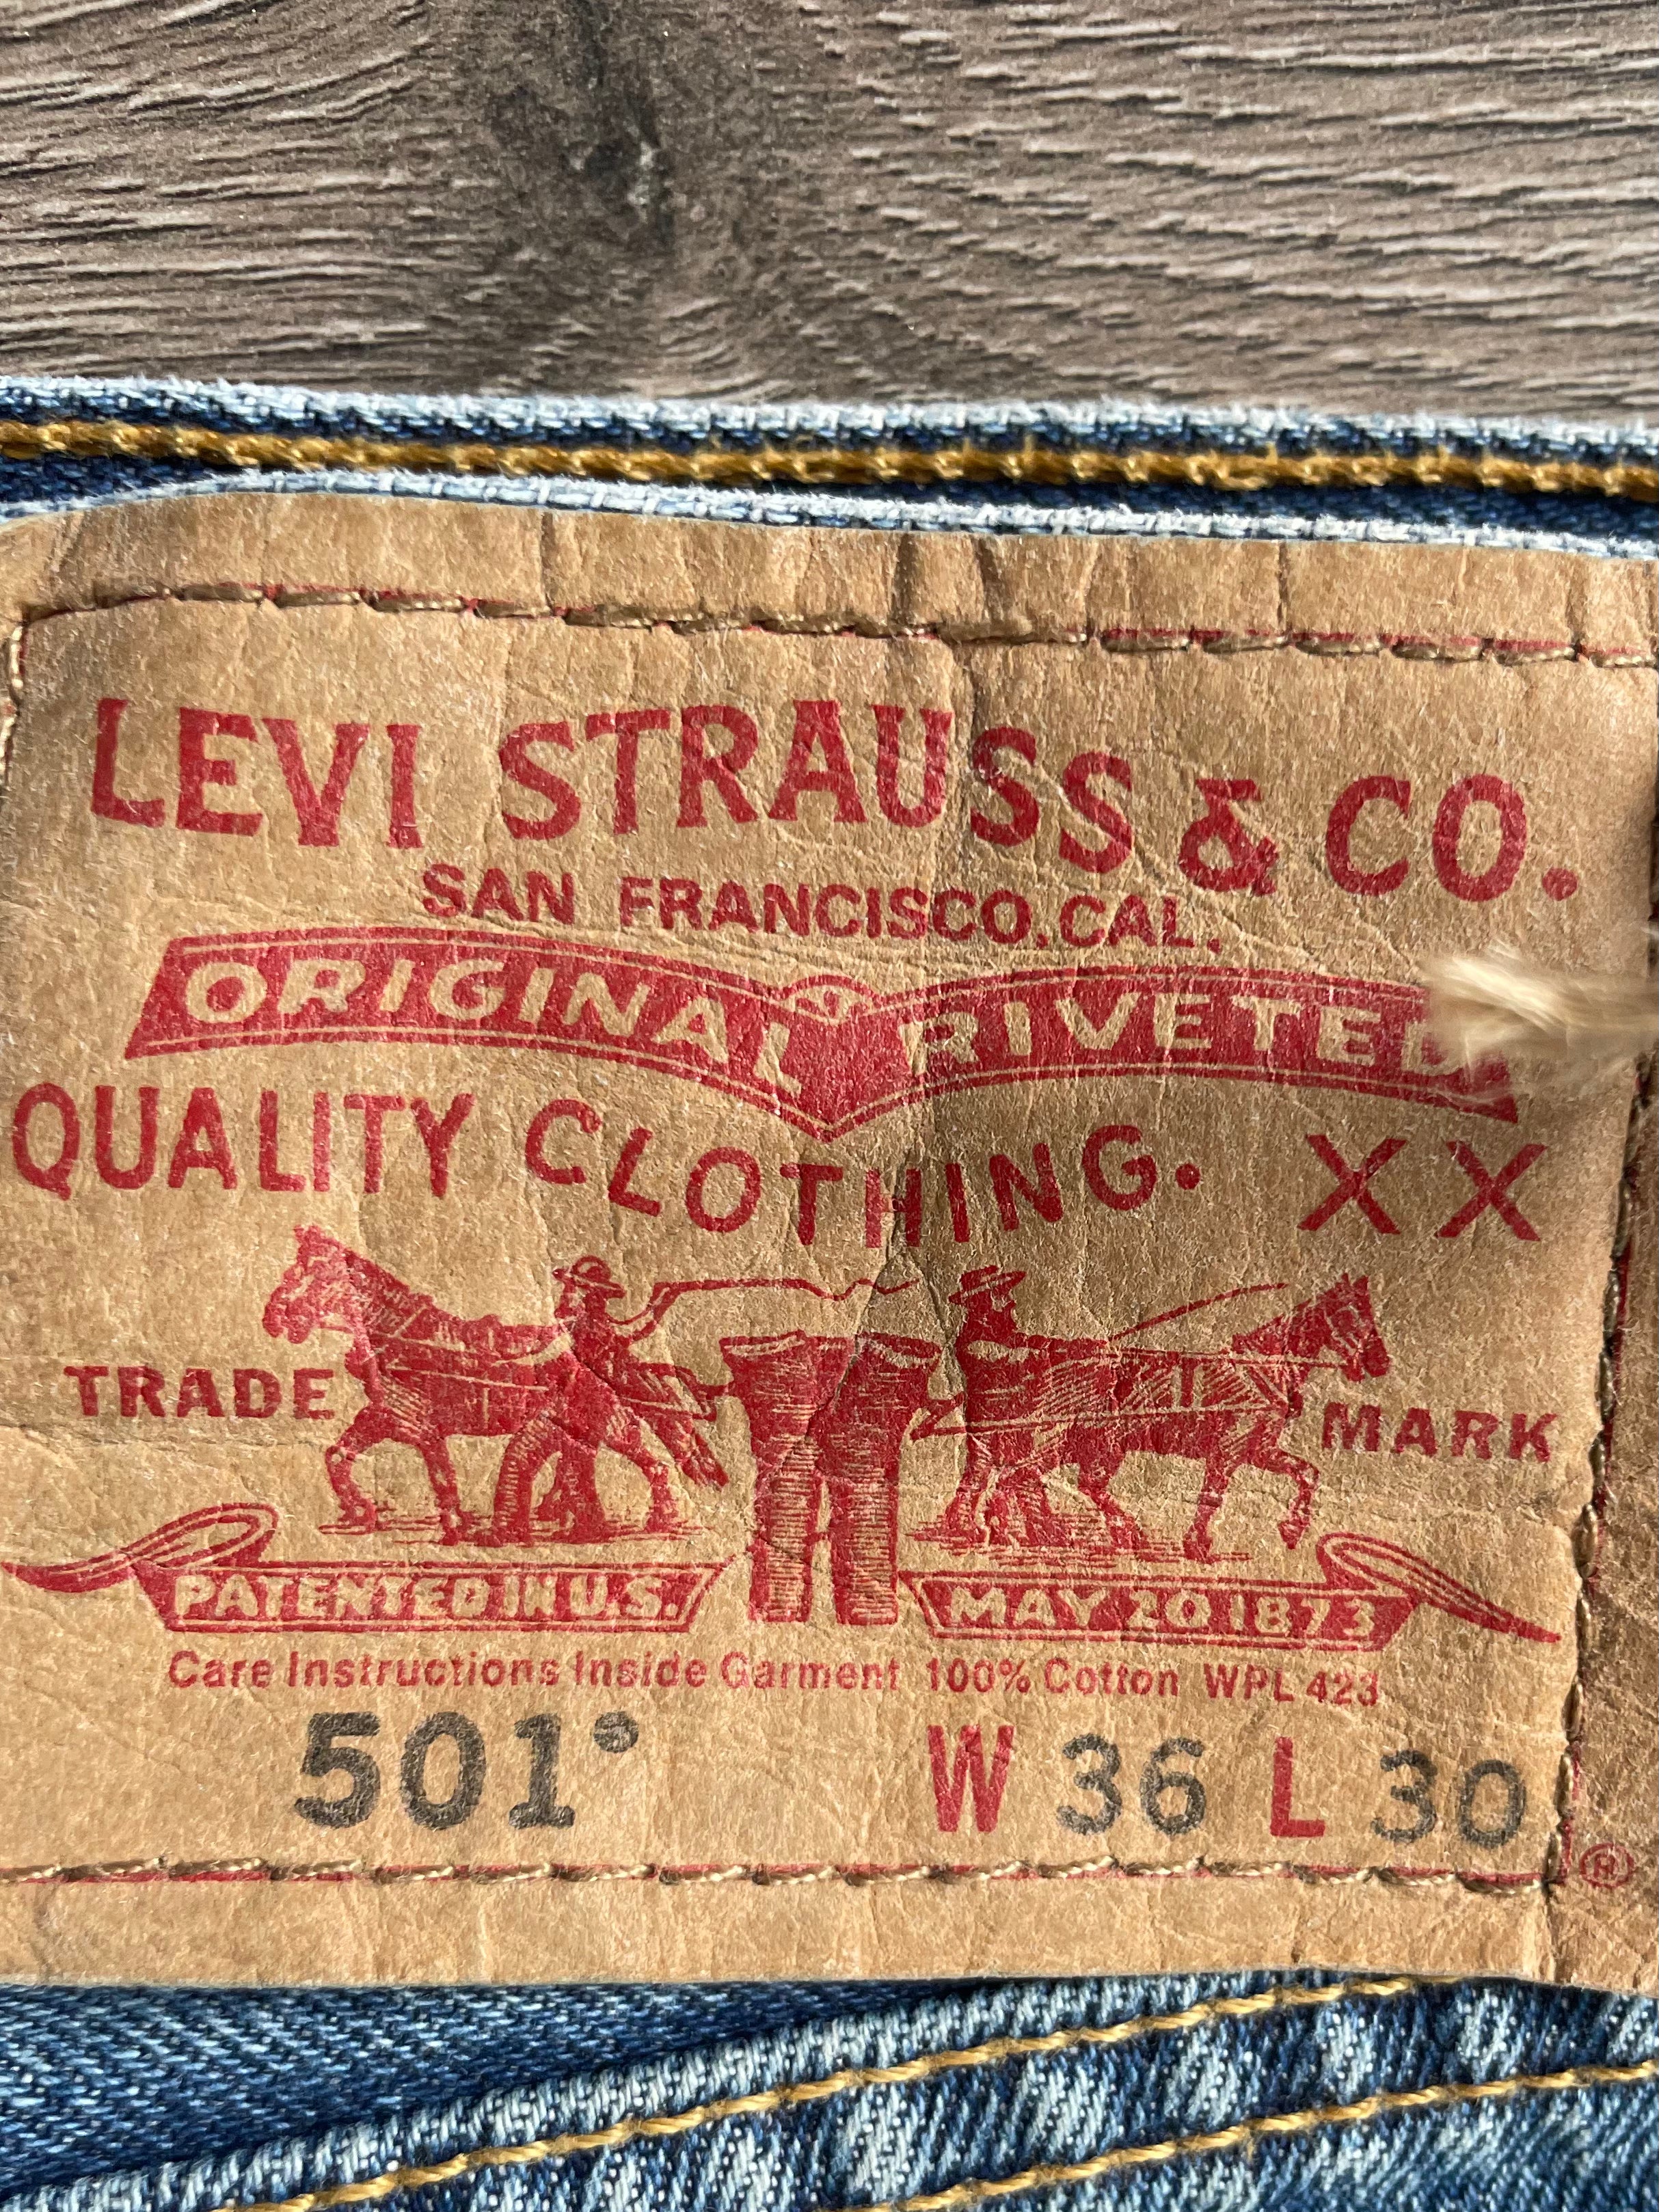 LEVI STRAUSS & CO.
SAN FRANCISCO, CAL.
ORIGINAL RIVETED
QUALITY CLOTHING. XX
TRADE MARK
PATENTED IN U.S. MAY 20 1873
Care Instructions Inside Garment 100% Cotton WPL 423
501® W 36 L 30
®